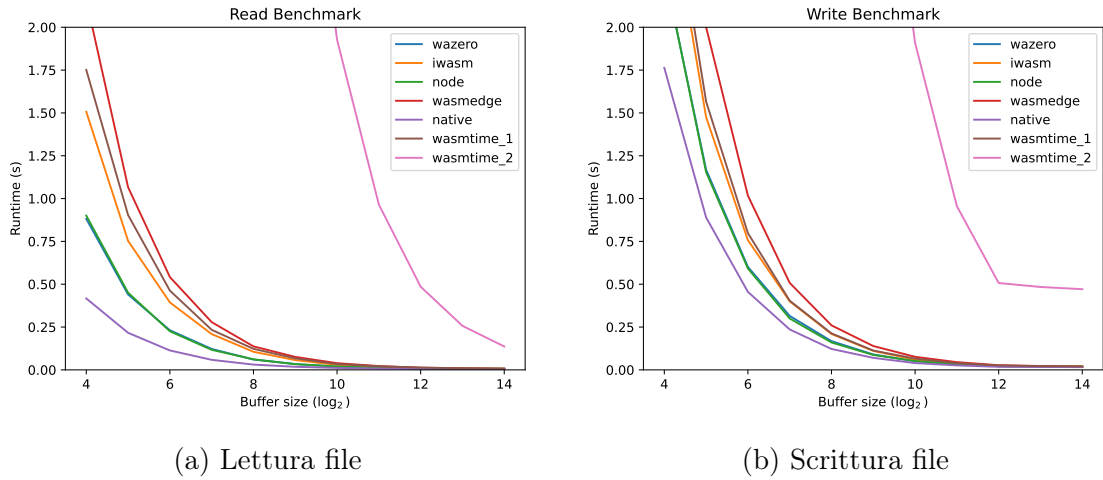 Read Benchmark
2.00
1.75
1.50
1.25
1.00
0.75
0.50
0.25
0.00
Runtime (s)
wazero
iwasm
node
wasmedge
native
wasmtime_1
wasmtime_2
4 6 8 10 12 14
Buffer size (log₂)
(a) Lettura file
Write Benchmark
2.00
1.75
1.50
1.25
1.00
0.75
0.50
0.25
0.00
Runtime (s)
wazero
iwasm
node
wasmedge
native
wasmtime_1
wasmtime_2
4 6 8 10 12 14
Buffer size (log₂)
(b) Scrittura file